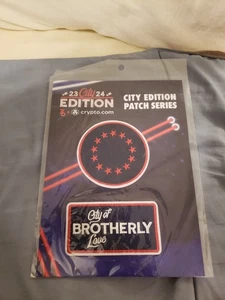 23 City 24
EDITION
crypto.com
CITY EDITION
PATCH SERIES
City of
BROTHERLY
Love